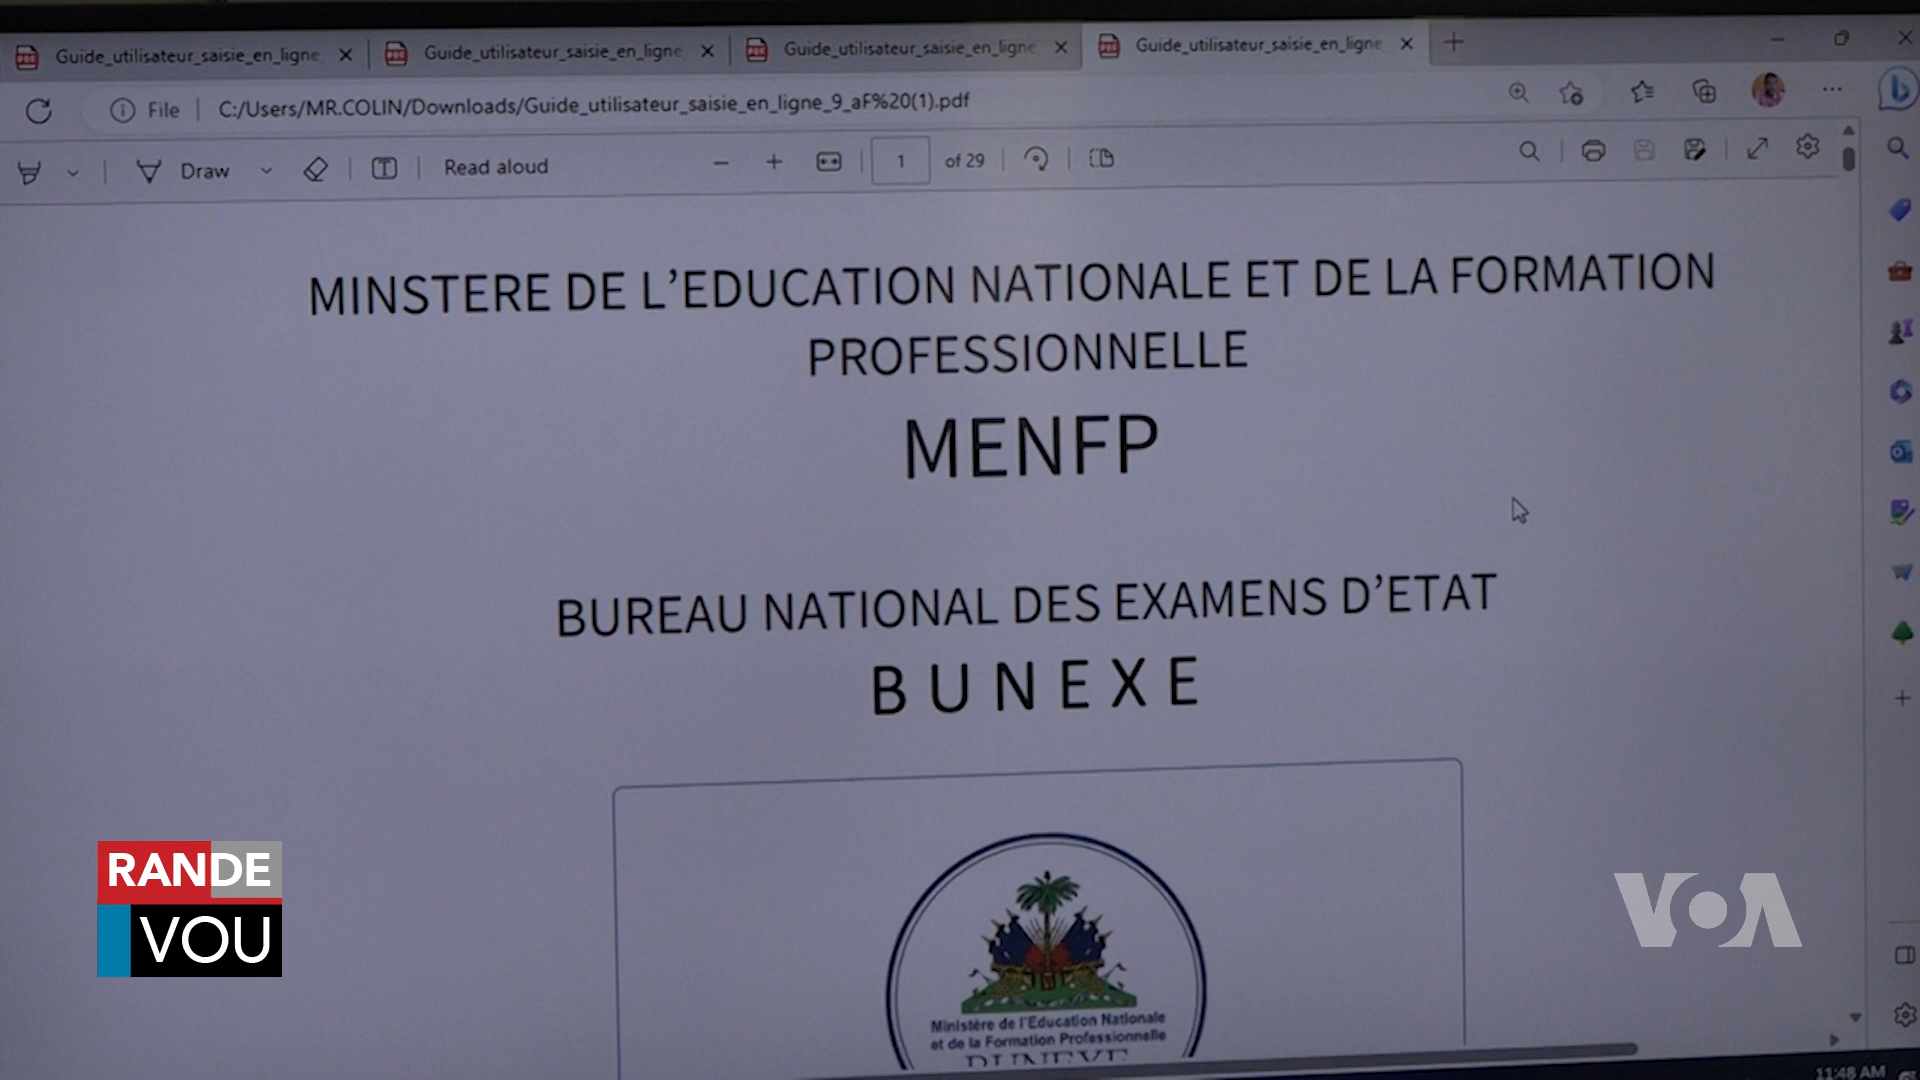 Guide_utilisateur_saisie_en_ligne
Guide_utilisateur_saisie_en_ligne
Guide_utilisateur_saisie_en_ligne
Guide_utilisateur_saisie_en_ligne
File
C:/Users/MR.COLIN/Downloads/Guide_utilisateur_saisie_en_ligne_9_aF%20(1).pdf
Draw
Read aloud
1
of 29
MINSTERE DE L'EDUCATION NATIONALE ET DE LA FORMATION
PROFESSIONNELLE
MENFP
BUREAU NATIONAL DES EXAMENS D'ETAT
B U N E X E
Ministère de l'Education Nationale
et de la Formation Professionnelle
BUNEXE
RANDE
VOU
VOA
11:48 AM